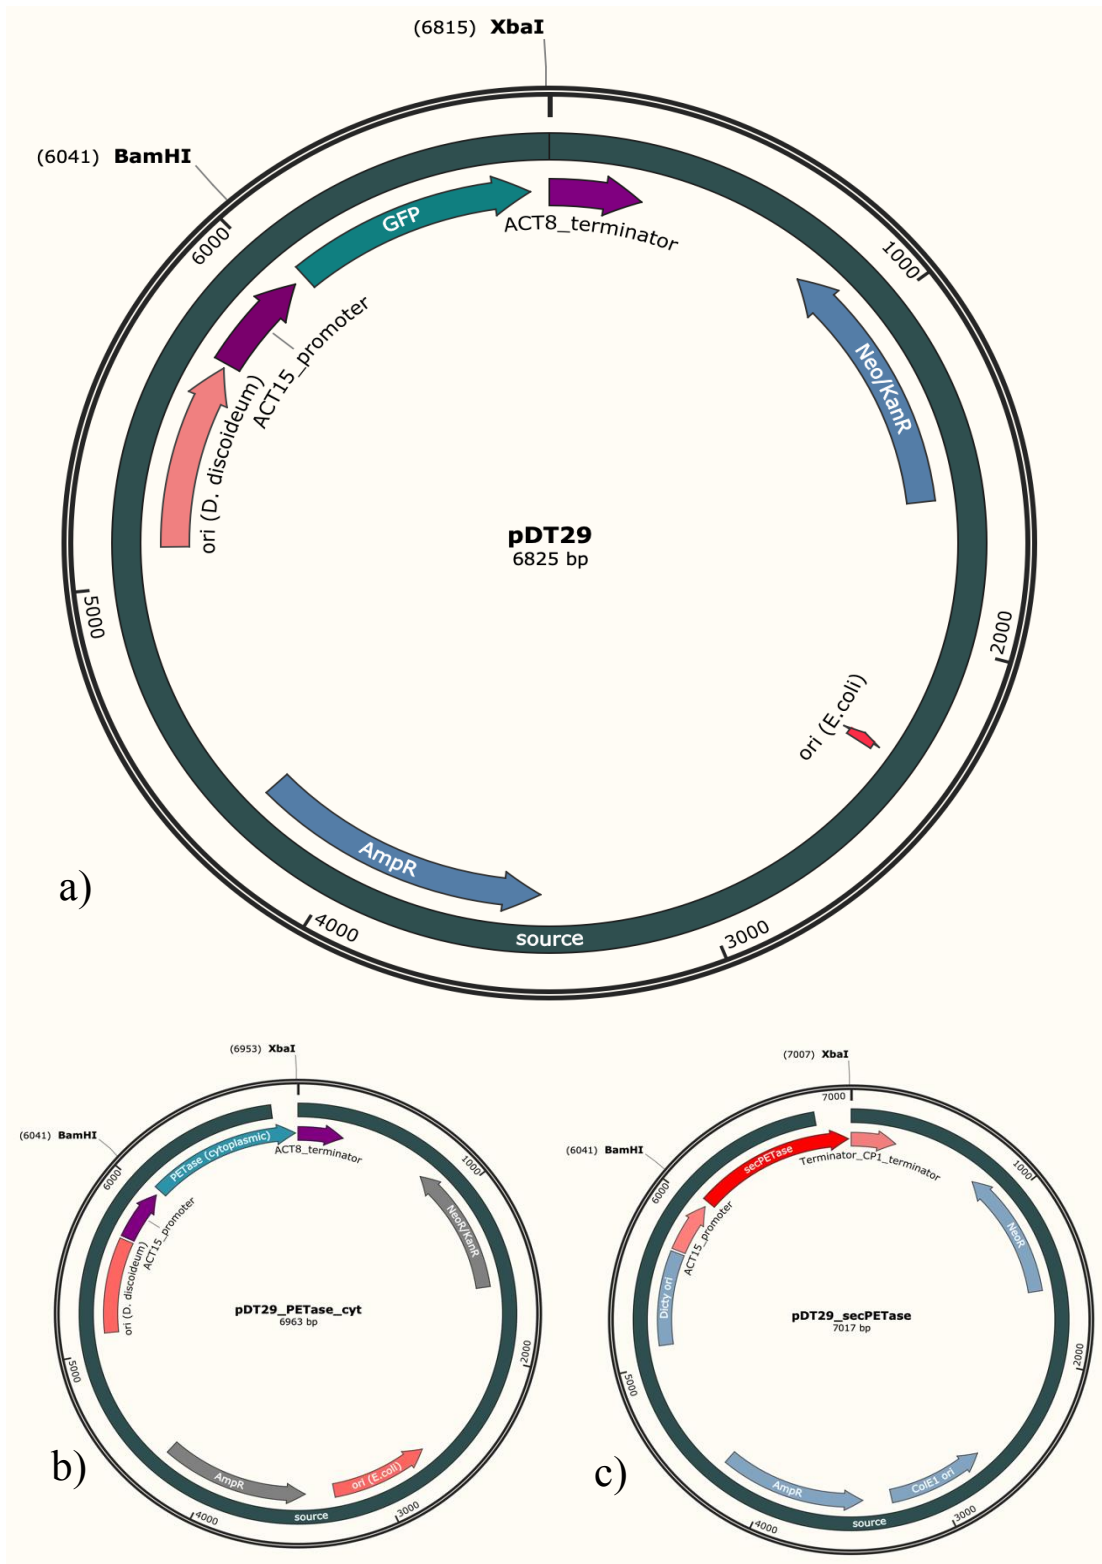 (6815) XbaI
(6041) BamHI
6000
GFP
ACT8_terminator
1000
ACT15_promoter
Neo/KanR
ori (D. discoideum)
pDT29
6825 bp
5000
2000
ori (E.coli)
AmpR
a)
4000
source
3000
(6953) XbaI
(6041) BamHI
6000
PETase (cytoplasmic)
ACT8_terminator
1000
ACT15_promoter
NeoR/KanR
ori (D. discoideum)
pDT29_PETase_cyt
6963 bp
5000
2000
b)
AmpR
ori (E.coli)
4000
source
3000
(7007) XbaI
7000
(6041) BamHI
6000
secPETase
Terminator_CP1_terminator
1000
ACT15_promoter
NeoR
Dicty ori
pDT29_secPETase
7017 bp
5000
2000
c)
AmpR
ColE1 ori
4000
source
3000